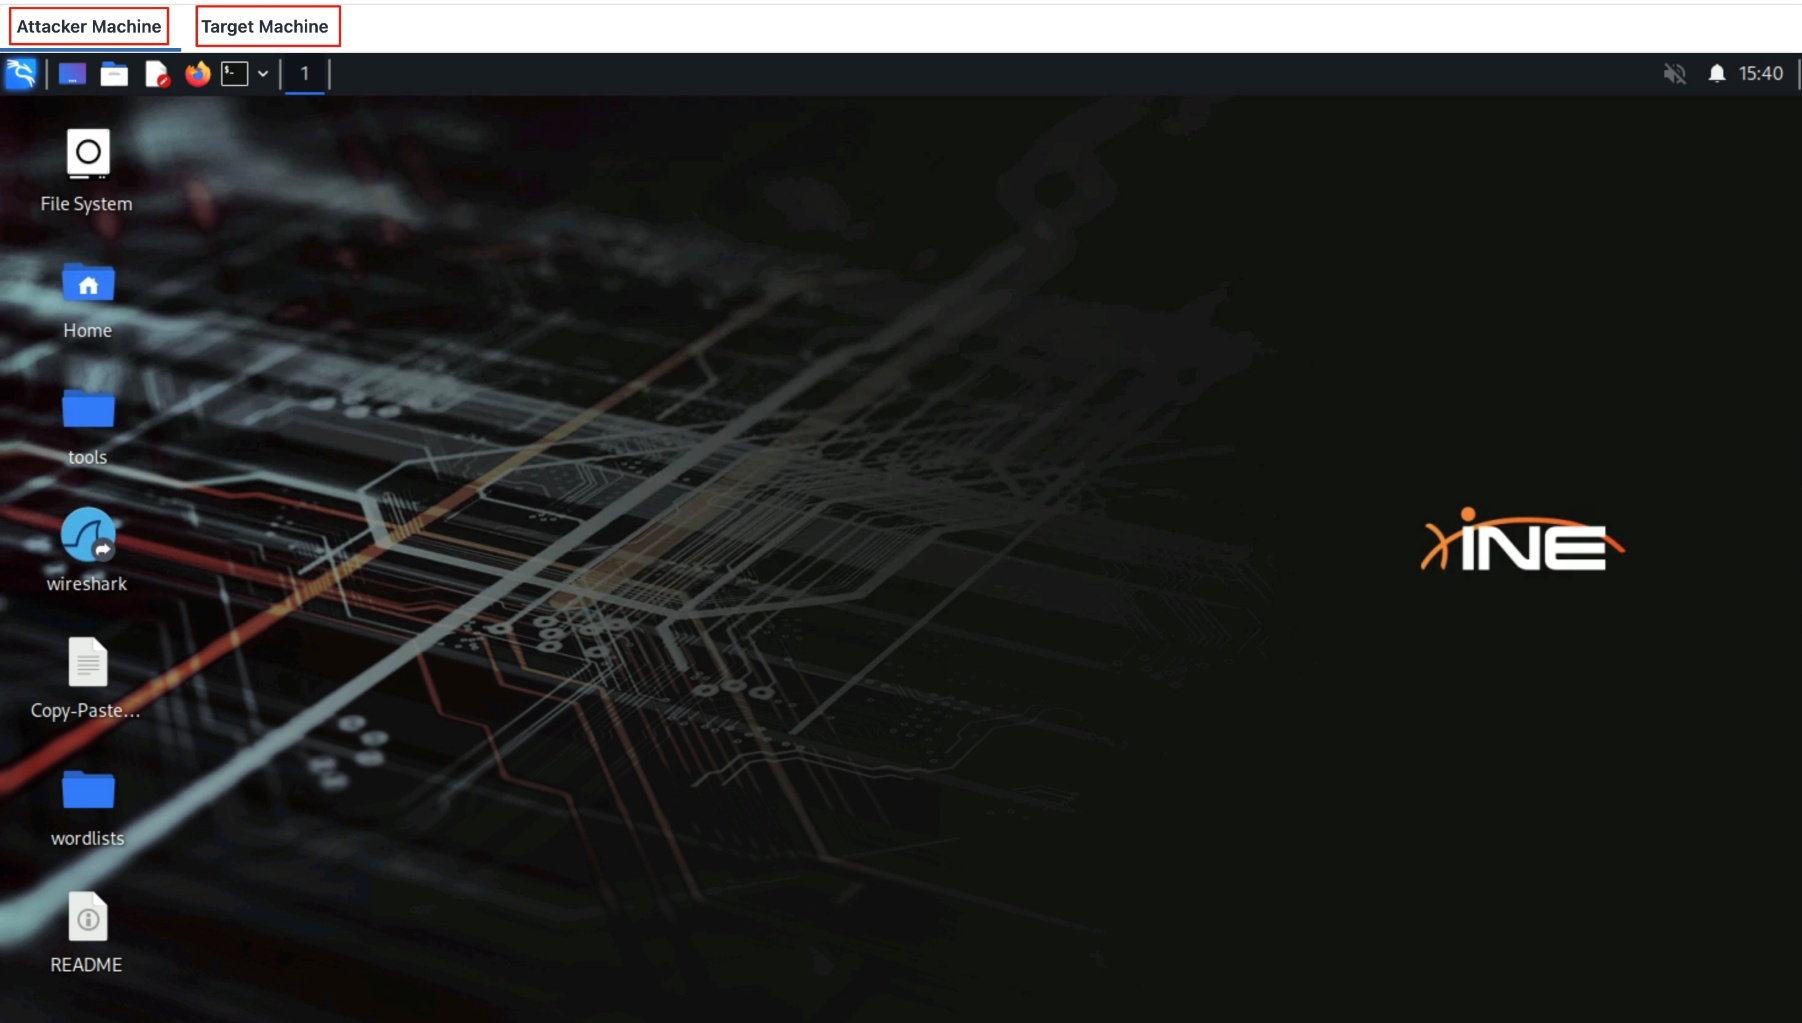 Attacker Machine
Target Machine
$-
1
15:40
File System
Home
tools
wireshark
Copy-Paste...
wordlists
README
INE